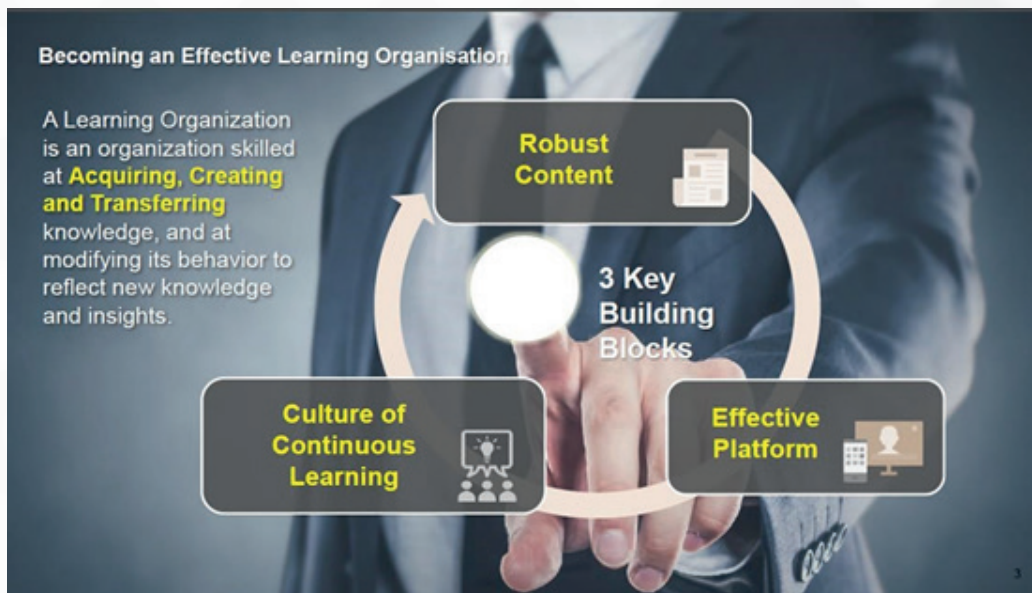 Becoming an Effective Learning Organisation
A Learning Organization
is an organization skilled
at Acquiring, Creating
and Transferring
knowledge, and at
modifying its behavior to
reflect new knowledge
and insights.
Robust
Content
3 Key
Building
Blocks
Culture of
Continuous
Learning
Effective
Platform
3